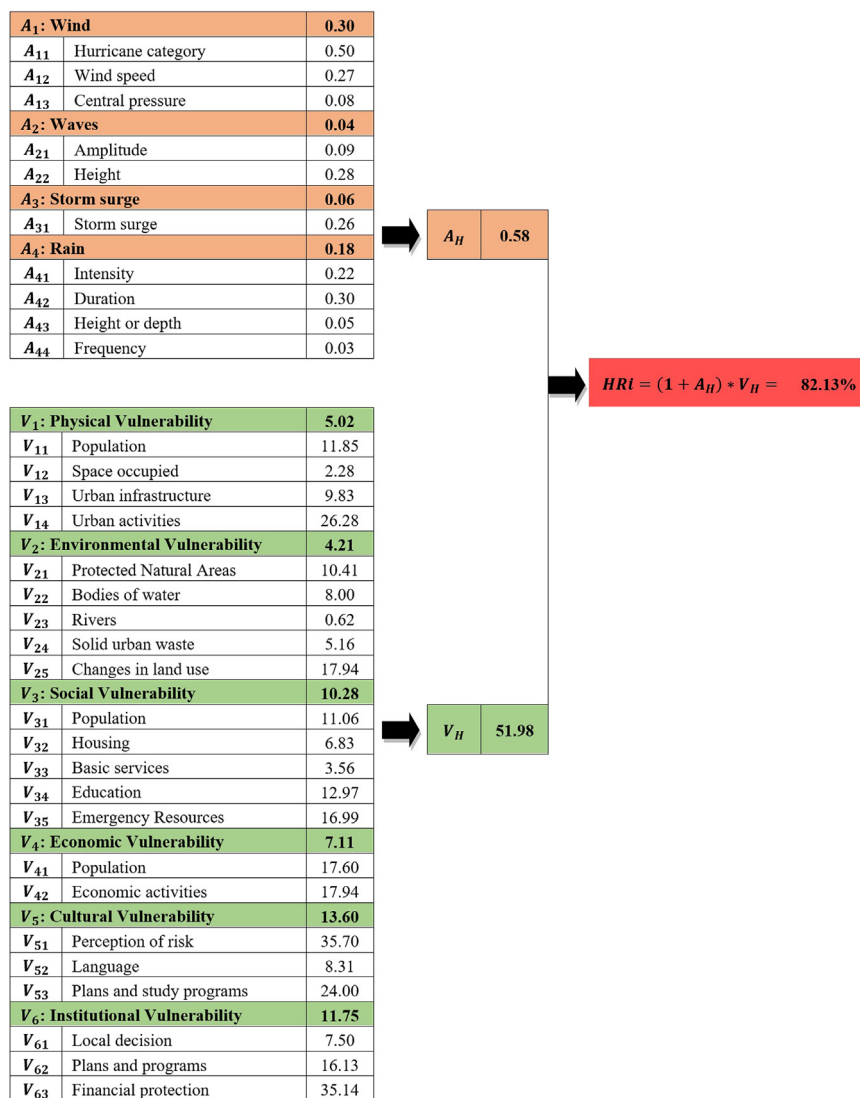 A₁: Wind 0.30
A₁₁ Hurricane category 0.50
A₁₂ Wind speed 0.27
A₁₃ Central pressure 0.08
A₂: Waves 0.04
A₂₁ Amplitude 0.09
A₂₂ Height 0.28
A₃: Storm surge 0.06
A₃₁ Storm surge 0.26
A₄: Rain 0.18
A₄₁ Intensity 0.22
A₄₂ Duration 0.30
A₄₃ Height or depth 0.05
A₄₄ Frequency 0.03
A_H 0.58
HRi = (1 + A_H) * V_H = 82.13%
V₁: Physical Vulnerability 5.02
V₁₁ Population 11.85
V₁₂ Space occupied 2.28
V₁₃ Urban infrastructure 9.83
V₁₄ Urban activities 26.28
V₂: Environmental Vulnerability 4.21
V₂₁ Protected Natural Areas 10.41
V₂₂ Bodies of water 8.00
V₂₃ Rivers 0.62
V₂₄ Solid urban waste 5.16
V₂₅ Changes in land use 17.94
V₃: Social Vulnerability 10.28
V₃₁ Population 11.06
V₃₂ Housing 6.83
V₃₃ Basic services 3.56
V₃₄ Education 12.97
V₃₅ Emergency Resources 16.99
V₄: Economic Vulnerability 7.11
V₄₁ Population 17.60
V₄₂ Economic activities 17.94
V₅: Cultural Vulnerability 13.60
V₅₁ Perception of risk 35.70
V₅₂ Language 8.31
V₅₃ Plans and study programs 24.00
V₆: Institutional Vulnerability 11.75
V₆₁ Local decision 7.50
V₆₂ Plans and programs 16.13
V₆₃ Financial protection 35.14
V_H 51.98